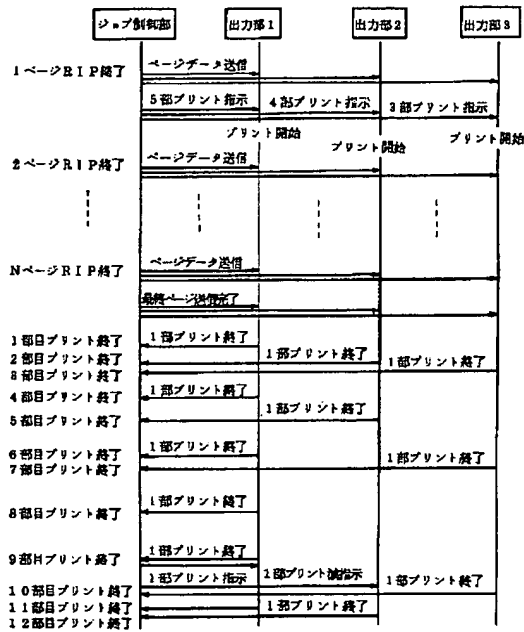 ジョブ制御部 出力部1 出力部2 出力部3
ページデータ送信
1ページRIP終了
5部プリント指示 4部プリント指示 3部プリント指示
プリント開始 プリント開始 プリント開始
ページデータ送信
2ページRIP終了
ページデータ送信
NページRIP終了
最終ページ送信完了
1部目プリント終了 1部プリント終了
2部目プリント終了 1部プリント終了
3部目プリント終了 1部プリント終了
4部目プリント終了 1部プリント終了
5部目プリント終了 1部プリント終了
6部目プリント終了 1部プリント終了
7部目プリント終了 1部プリント終了
8部目プリント終了 1部プリント終了
9部目プリント終了 1部プリント終了
1部プリント指示 1部プリント減指示
10部目プリント終了 1部プリント終了
11部目プリント終了 1部プリント終了
12部目プリント終了